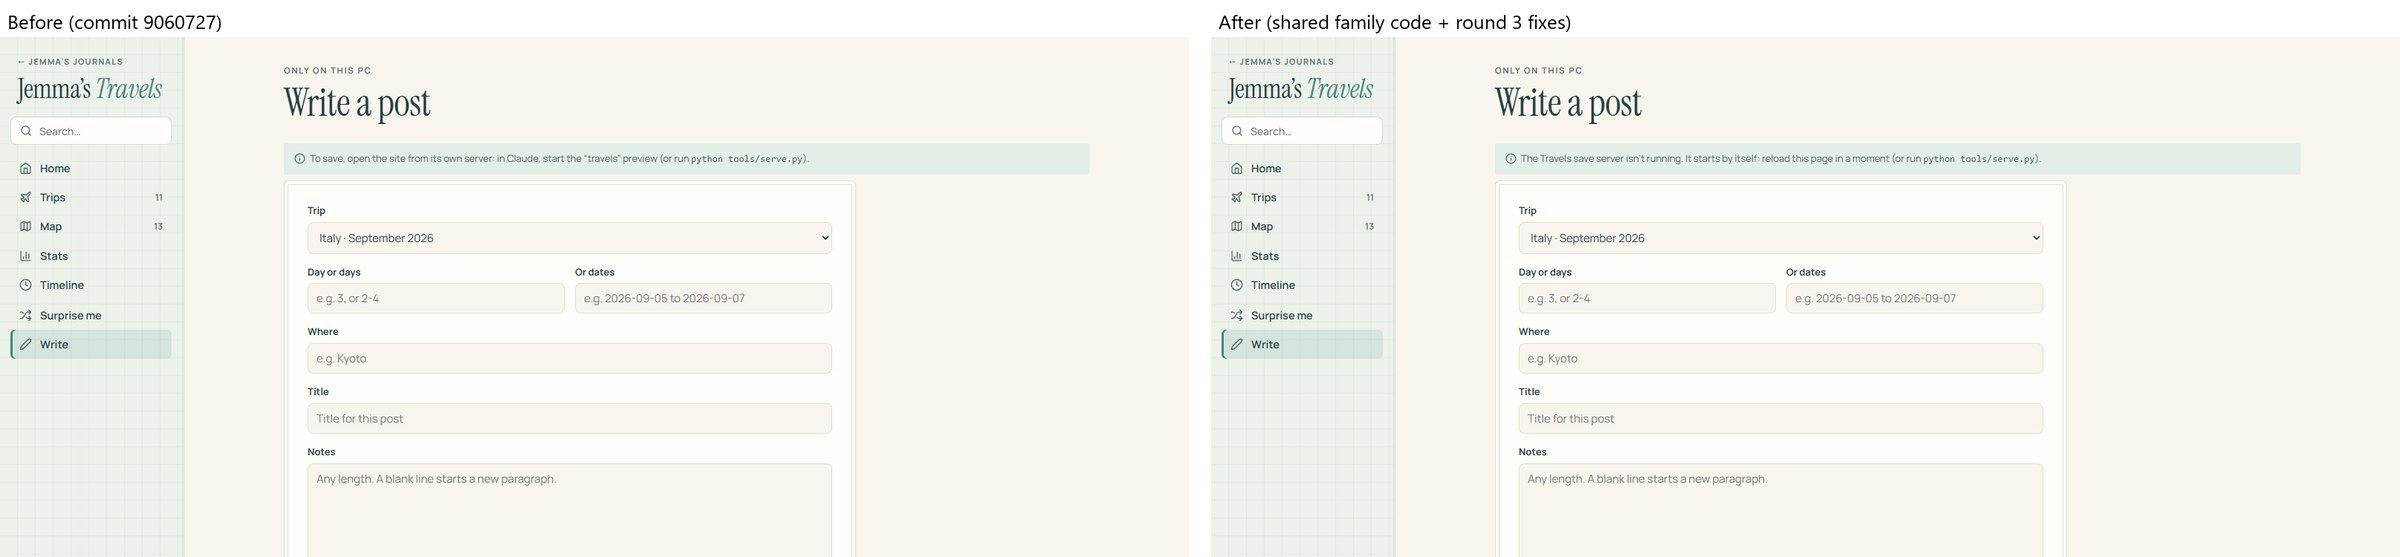 Before (commit 9060727)
← JEMMA'S JOURNALS
Jemma's Travels
Search...
Home
Trips 11
Map 13
Stats
Timeline
Surprise me
Write
ONLY ON THIS PC
Write a post
To save, open the site from its own server: in Claude, start the "travels" preview (or run python tools/serve.py).
Trip
Italy · September 2026
Day or days Or dates
e.g. 3, or 2-4 e.g. 2026-09-05 to 2026-09-07
Where
e.g. Kyoto
Title
Title for this post
Notes
Any length. A blank line starts a new paragraph.
After (shared family code + round 3 fixes)
← JEMMA'S JOURNALS
Jemma's Travels
Search...
Home
Trips 11
Map 13
Stats
Timeline
Surprise me
Write
ONLY ON THIS PC
Write a post
The Travels save server isn't running. It starts by itself: reload this page in a moment (or run python tools/serve.py).
Trip
Italy · September 2026
Day or days Or dates
e.g. 3, or 2-4 e.g. 2026-09-05 to 2026-09-07
Where
e.g. Kyoto
Title
Title for this post
Notes
Any length. A blank line starts a new paragraph.